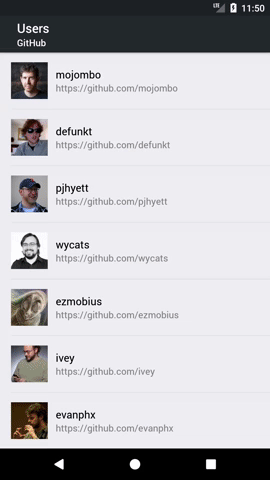 LTE 11:50
Users
GitHub
mojombo
https://github.com/mojombo
defunkt
https://github.com/defunkt
pjhyett
https://github.com/pjhyett
wycats
https://github.com/wycats
ezmobius
https://github.com/ezmobius
ivey
https://github.com/ivey
evanphx
https://github.com/evanphx